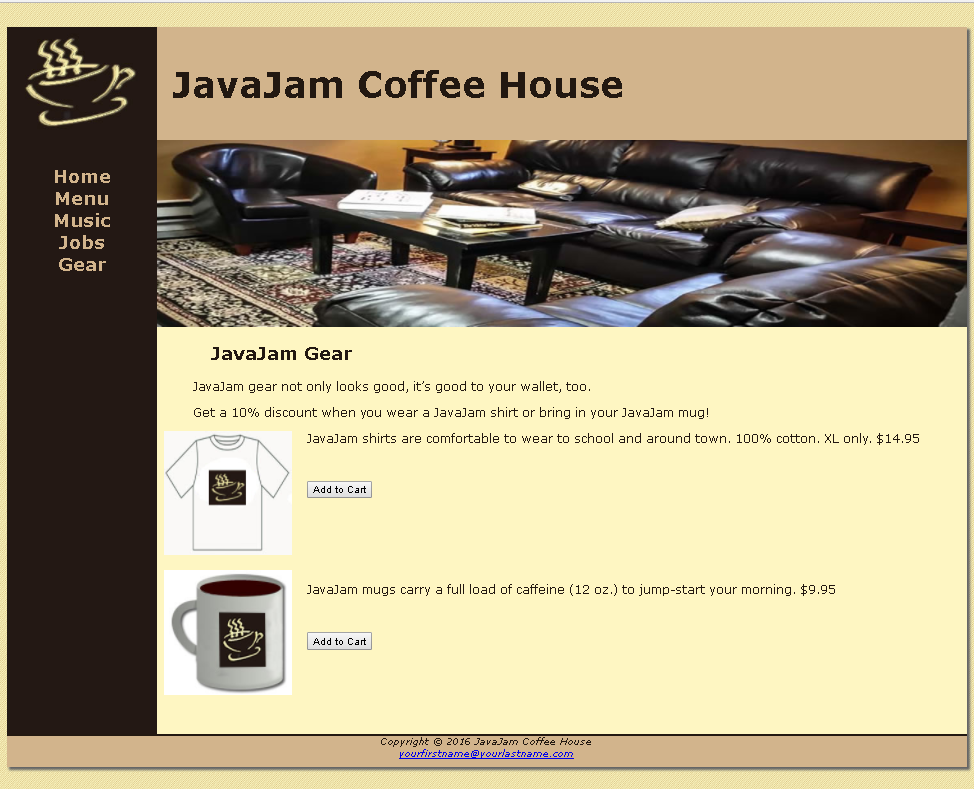 JavaJam Coffee House
Home
Menu
Music
Jobs
Gear
JavaJam Gear
JavaJam gear not only looks good, it’s good to your wallet, too.
Get a 10% discount when you wear a JavaJam shirt or bring in your JavaJam mug!
JavaJam shirts are comfortable to wear to school and around town. 100% cotton. XL only. $14.95
Add to Cart
JavaJam mugs carry a full load of caffeine (12 oz.) to jump-start your morning. $9.95
Add to Cart
Copyright © 2016 JavaJam Coffee House
yourfirstname@yourlastname.com